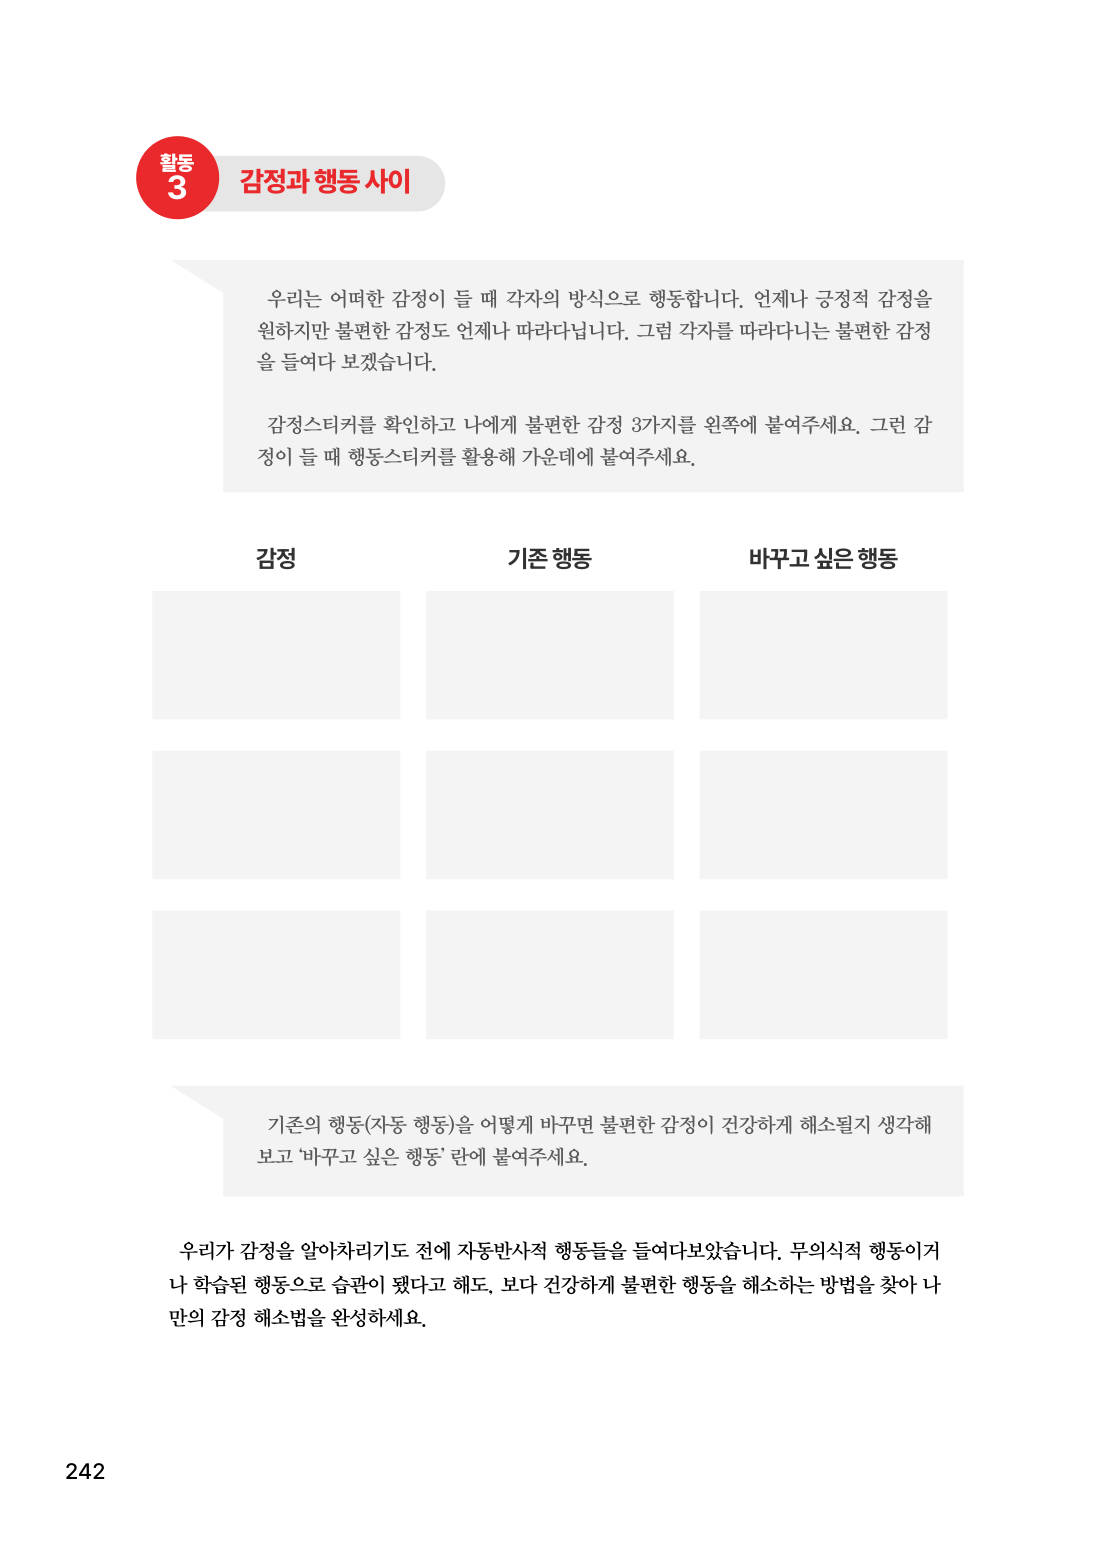 활동
3
감정과 행동 사이
우리는 어떠한 감정이 들 때 각자의 방식으로 행동합니다. 언제나 긍정적 감정을
원하지만 불편한 감정도 언제나 따라다닙니다. 그럼 각자를 따라다니는 불편한 감정
을 들여다 보겠습니다.
감정스티커를 확인하고 나에게 불편한 감정 3가지를 왼쪽에 붙여주세요. 그런 감
정이 들 때 행동스티커를 활용해 가운데에 붙여주세요.
감정 기존 행동 바꾸고 싶은 행동
기존의 행동(자동 행동)을 어떻게 바꾸면 불편한 감정이 건강하게 해소될지 생각해
보고 ‘바꾸고 싶은 행동’ 란에 붙여주세요.
우리가 감정을 알아차리기도 전에 자동반사적 행동들을 들여다보았습니다. 무의식적 행동이거
나 학습된 행동으로 습관이 됐다고 해도, 보다 건강하게 불편한 행동을 해소하는 방법을 찾아 나
만의 감정 해소법을 완성하세요.
242